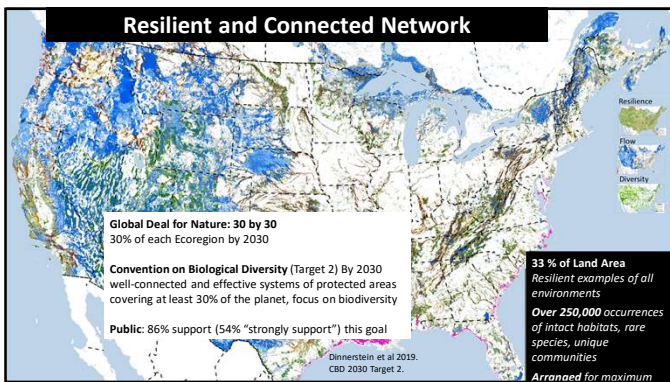 Resilient and Connected Network
Resilience
Flow
Diversity
Global Deal for Nature: 30 by 30
30% of each Ecoregion by 2030
Convention on Biological Diversity (Target 2) By 2030
well-connected and effective systems of protected areas
covering at least 30% of the planet, focus on biodiversity
Public: 86% support (54% “strongly support”) this goal
Dinnerstein et al 2019.
CBD 2030 Target 2.
33 % of Land Area
Resilient examples of all
environments
Over 250,000 occurrences
of intact habitats, rare
species, unique
communities
Arranged for maximum